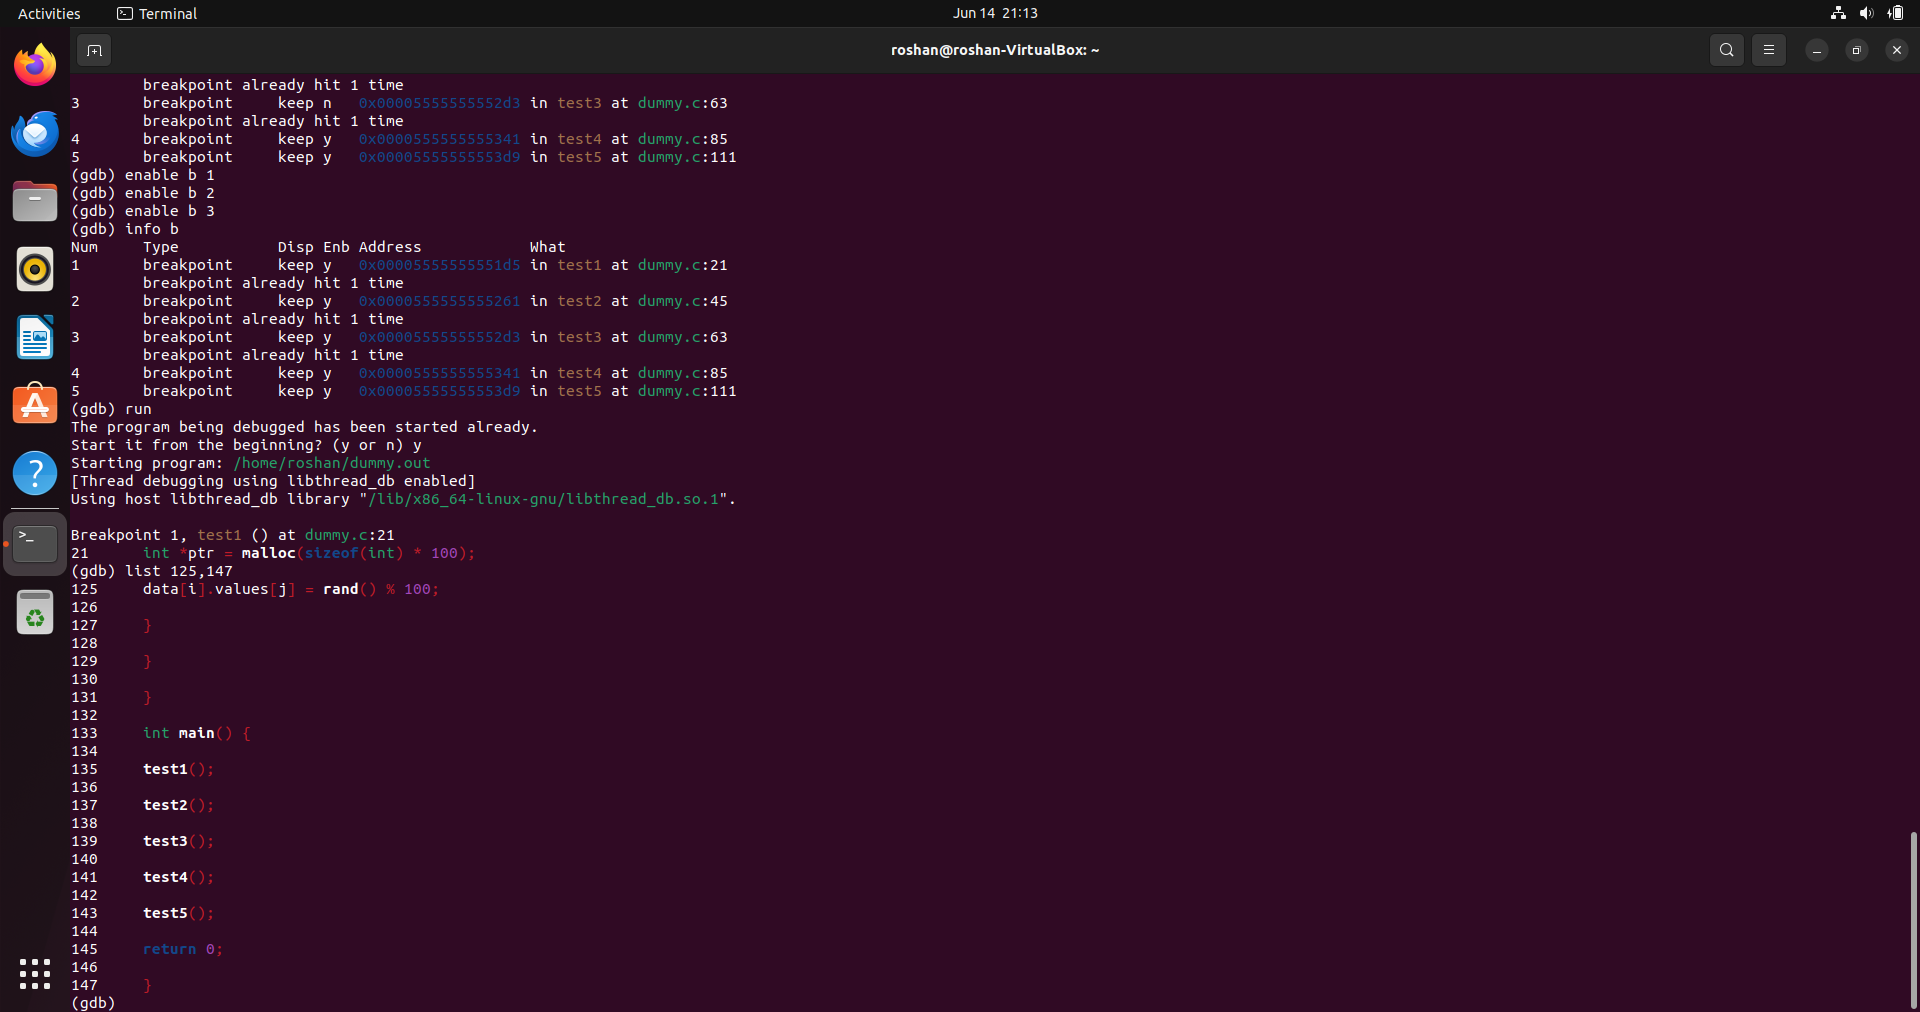 Activities Terminal Jun 14 21:13
roshan@roshan-VirtualBox: ~
breakpoint already hit 1 time
3 breakpoint keep n 0x00005555555552d3 in test3 at dummy.c:63
breakpoint already hit 1 time
4 breakpoint keep y 0x0000555555555341 in test4 at dummy.c:85
5 breakpoint keep y 0x00005555555553d9 in test5 at dummy.c:111
(gdb) enable b 1
(gdb) enable b 2
(gdb) enable b 3
(gdb) info b
Num Type Disp Enb Address What
1 breakpoint keep y 0x00005555555551d5 in test1 at dummy.c:21
breakpoint already hit 1 time
2 breakpoint keep y 0x0000555555555261 in test2 at dummy.c:45
breakpoint already hit 1 time
3 breakpoint keep y 0x00005555555552d3 in test3 at dummy.c:63
breakpoint already hit 1 time
4 breakpoint keep y 0x0000555555555341 in test4 at dummy.c:85
5 breakpoint keep y 0x00005555555553d9 in test5 at dummy.c:111
(gdb) run
The program being debugged has been started already.
Start it from the beginning? (y or n) y
Starting program: /home/roshan/dummy.out
[Thread debugging using libthread_db enabled]
Using host libthread_db library "/lib/x86_64-linux-gnu/libthread_db.so.1".
Breakpoint 1, test1 () at dummy.c:21
21 int *ptr = malloc(sizeof(int) * 100);
(gdb) list 125,147
125 data[i].values[j] = rand() % 100;
126
127 }
128
129 }
130
131 }
132
133 int main() {
134
135 test1();
136
137 test2();
138
139 test3();
140
141 test4();
142
143 test5();
144
145 return 0;
146
147 }
(gdb)